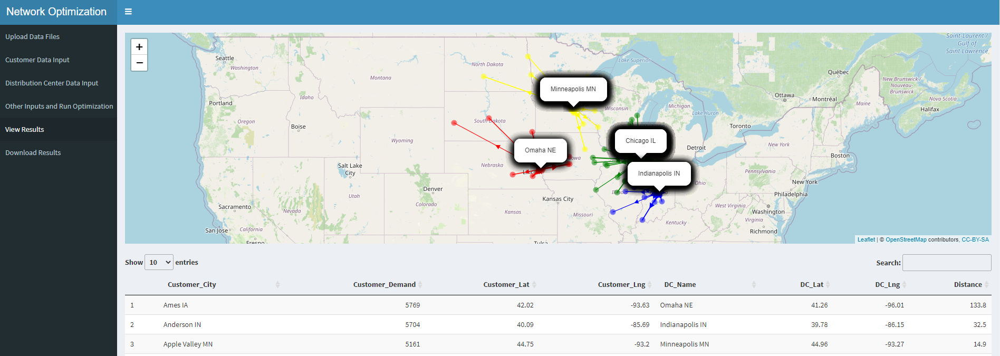 Network Optimization
Upload Data Files
Customer Data Input
Distribution Center Data Input
Other Inputs and Run Optimization
View Results
Download Results
+
−
Seattle
Washington
Montana
North Dakota
Lake Superior
Saint-Laurent /
Gulf of
Saint-Lawrence
Québec
New Brunswick /
Nouveau-
Brunswick
Ottawa
Montréal
Nova Scotia
Halifax
Maine
Portland
Idaho
Minneapolis MN
Wisconsin
Michigan
Lake Huron
Toronto
Oregon
Boise
South Dakota
Wyoming
Chicago IL
Detroit
New York
Boston
Omaha NE
Iowa
Nebraska
Salt Lake
City
Indianapolis IN
Ohio
Pennsylvania
New York
Philadelphia
Denver
Utah
Colorado
Kansas City
Kansas
Missouri
West Virginia
Washington
Virginia
Richmond
Kentucky
Sacramento
Nevada
San Jose
California
Fresno
Tulsa
Leaflet | © OpenStreetMap contributors, CC-BY-SA
Show 10 entries
Search:
Customer_City Customer_Demand Customer_Lat Customer_Lng DC_Name DC_Lat DC_Lng Distance
1 Ames IA 5769 42.02 -93.63 Omaha NE 41.26 -96.01 133.8
2 Anderson IN 5704 40.09 -85.69 Indianapolis IN 39.78 -86.15 32.5
3 Apple Valley MN 5161 44.75 -93.2 Minneapolis MN 44.96 -93.27 14.9